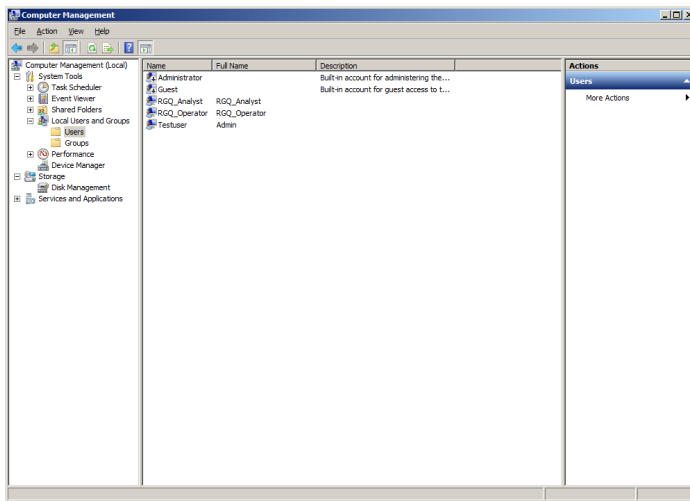 Computer Management
File Action View Help
Computer Management (Local)
System Tools
Task Scheduler
Event Viewer
Shared Folders
Local Users and Groups
Users
Groups
Performance
Device Manager
Storage
Disk Management
Services and Applications
Name Full Name Description
Administrator Built-in account for administering the...
Guest Built-in account for guest access to t...
RGQ_Analyst RGQ_Analyst
RGQ_Operator RGQ_Operator
Testuser Admin
Actions
Users
More Actions